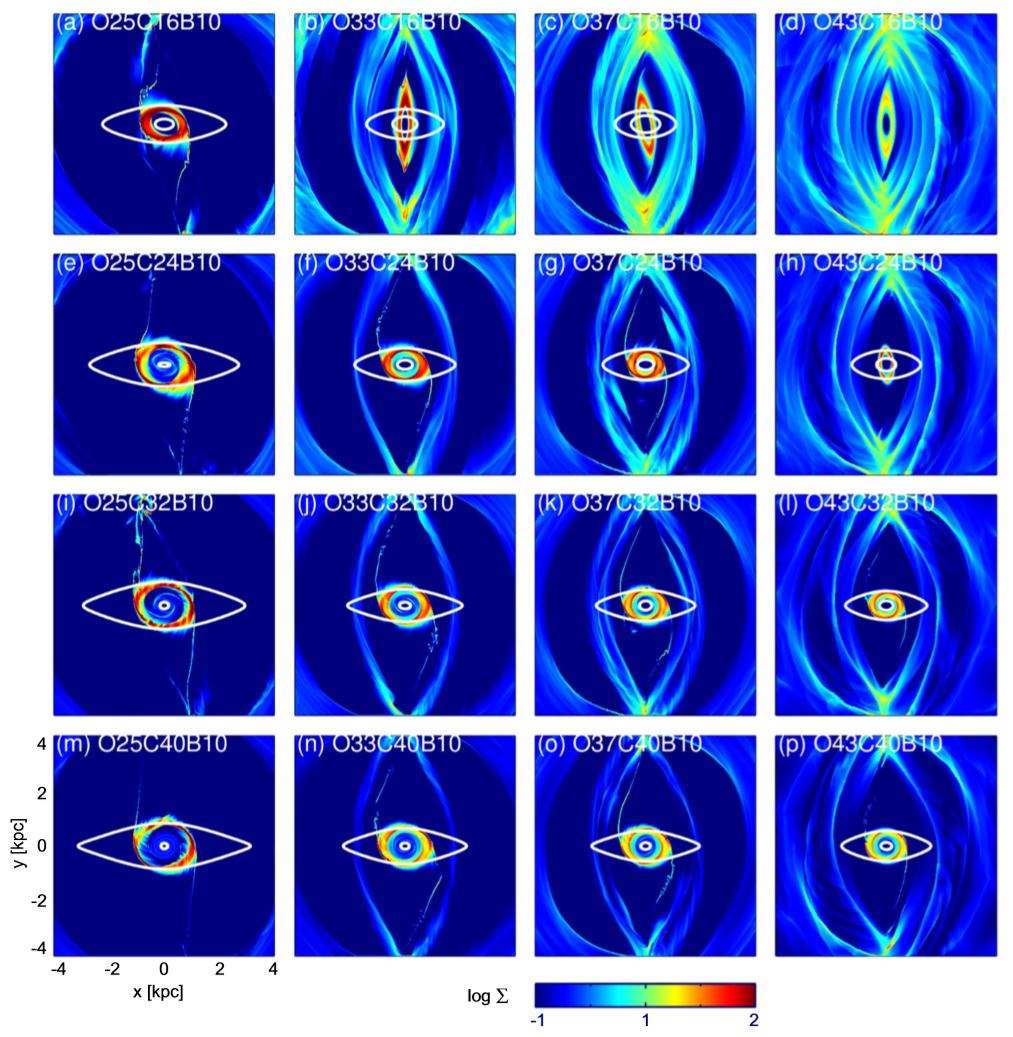 (a) O25C16B10
(b) O33C16B10
(c) O37C16B10
(d) O43C16B10
(e) O25C24B10
(f) O33C24B10
(g) O37C24B10
(h) O43C24B10
(i) O25C32B10
(j) O33C32B10
(k) O37C32B10
(l) O43C32B10
(m) O25C40B10
(n) O33C40B10
(o) O37C40B10
(p) O43C40B10
4
2
0
-2
-4
y [kpc]
-4 -2 0 2 4
x [kpc]
log Σ
-1 1 2